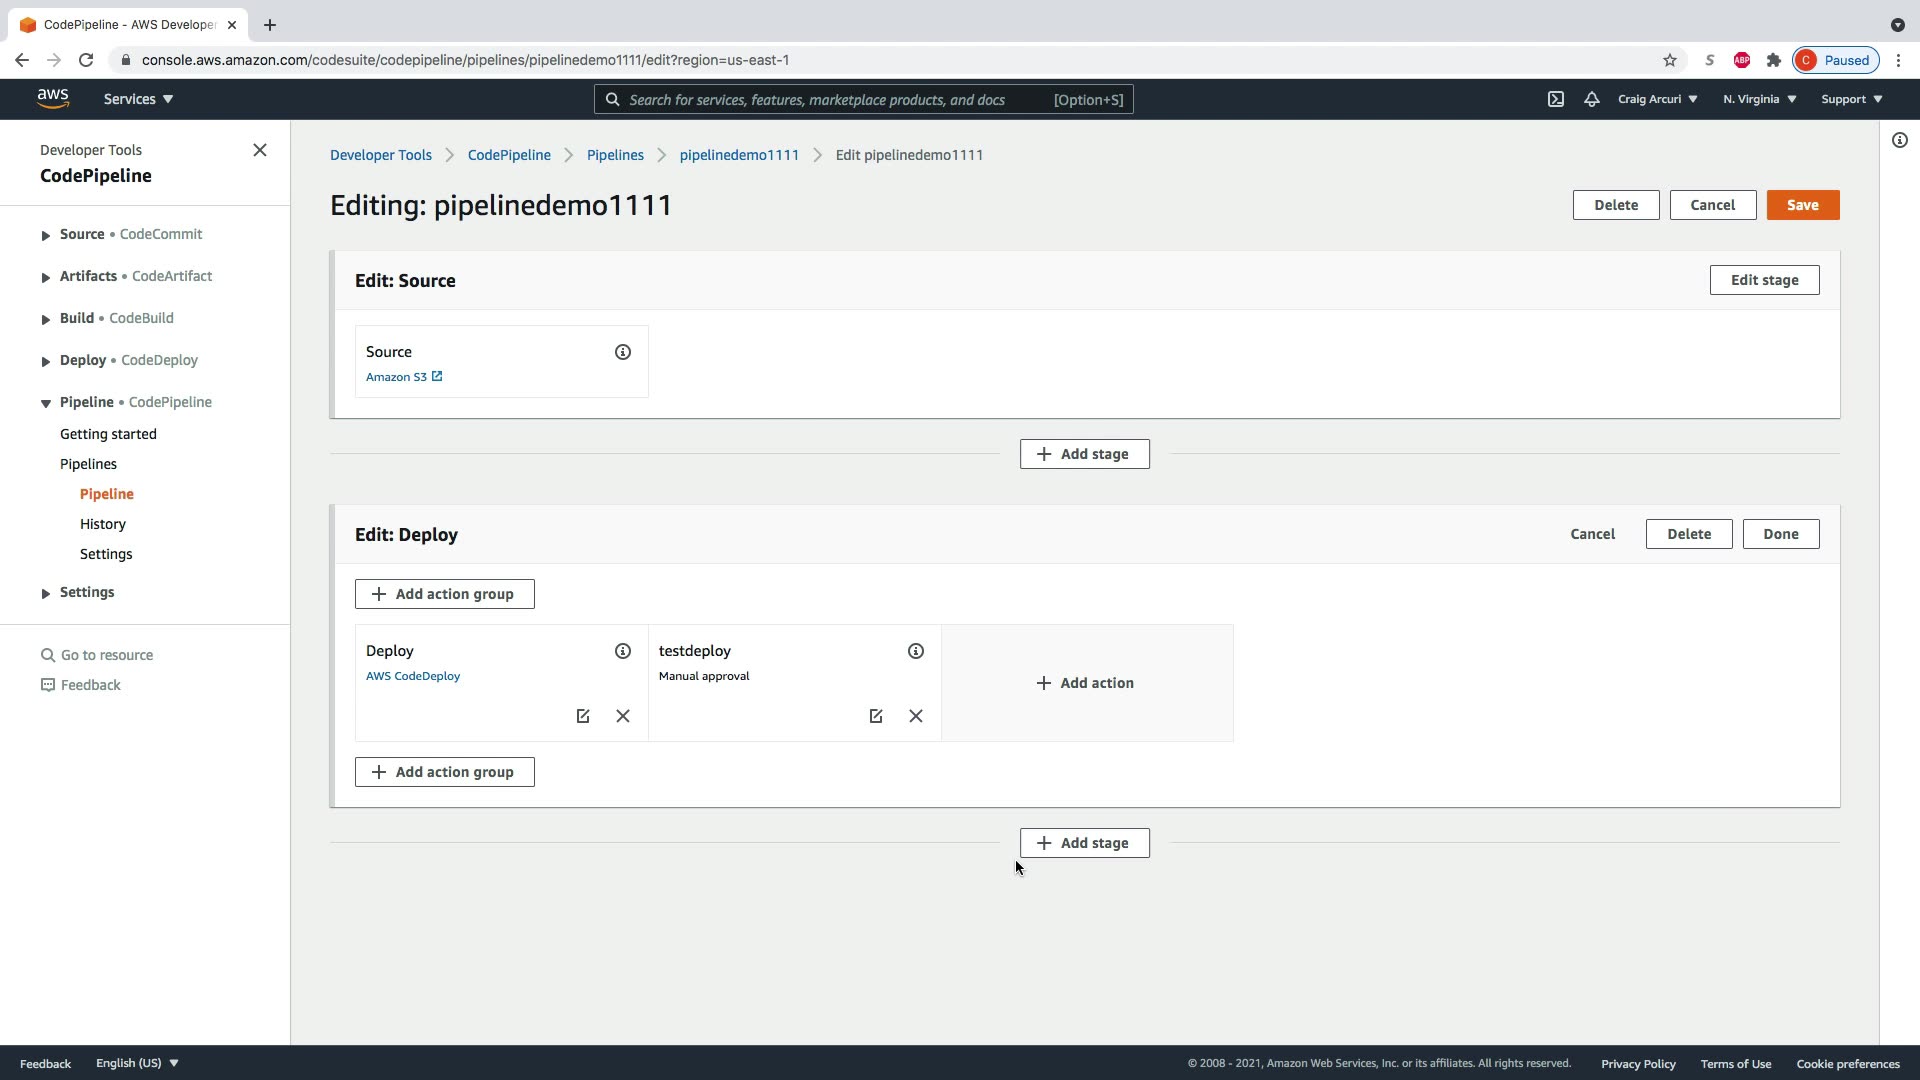 CodePipeline - AWS Developer
console.aws.amazon.com/codesuite/codepipeline/pipelines/pipelinedemo1111/edit?region=us-east-1
S
ABP
C
Paused
aws
Services
Search for services, features, marketplace products, and docs
[Option+S]
Craig Arcuri
N. Virginia
Support
Developer Tools
CodePipeline
Source • CodeCommit
Artifacts • CodeArtifact
Build • CodeBuild
Deploy • CodeDeploy
Pipeline • CodePipeline
Getting started
Pipelines
Pipeline
History
Settings
Settings
Go to resource
Feedback
Developer Tools
CodePipeline
Pipelines
pipelinedemo1111
Edit pipelinedemo1111
Editing: pipelinedemo1111
Delete
Cancel
Save
Edit: Source
Edit stage
Source
Amazon S3
+ Add stage
Edit: Deploy
Cancel
Delete
Done
+ Add action group
Deploy
AWS CodeDeploy
testdeploy
Manual approval
+ Add action
+ Add action group
+ Add stage
Feedback
English (US)
© 2008 - 2021, Amazon Web Services, Inc. or its affiliates. All rights reserved.
Privacy Policy
Terms of Use
Cookie preferences